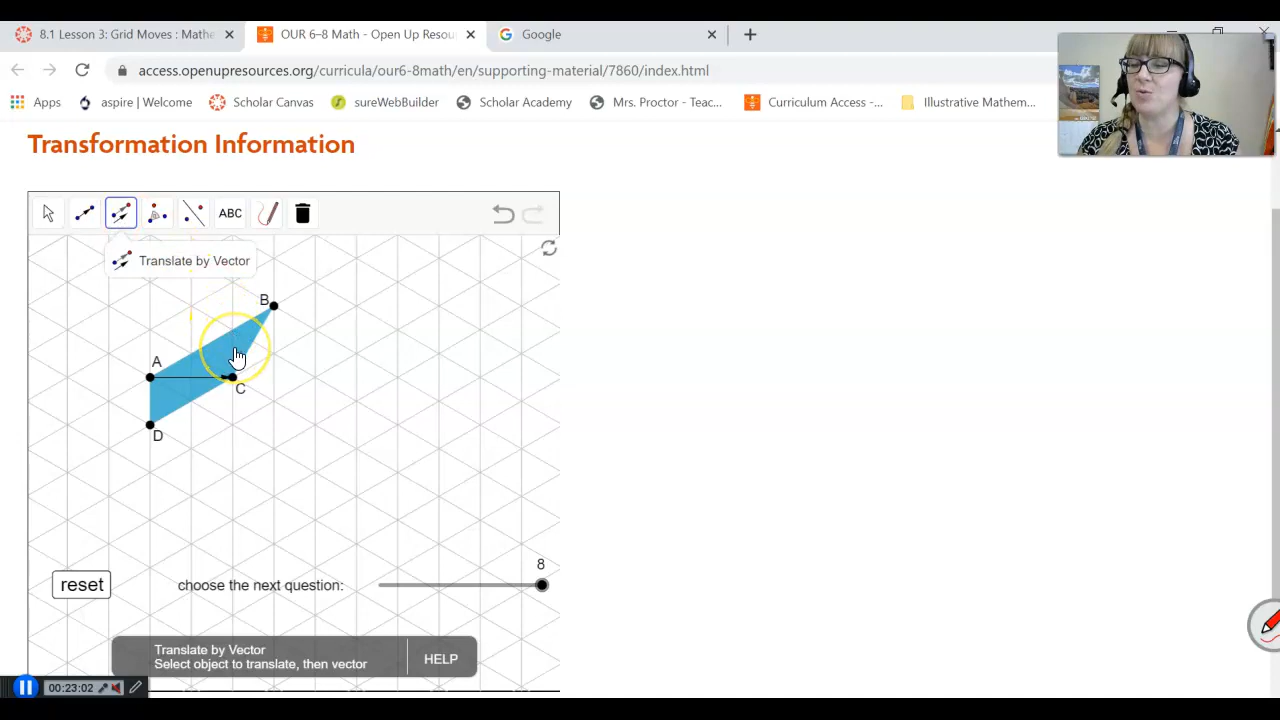 8.1 Lesson 3: Grid Moves : Mathe
OUR 6–8 Math - Open Up Resou
Google
access.openupresources.org/curricula/our6-8math/en/supporting-material/7860/index.html
Apps
aspire | Welcome
Scholar Canvas
sureWebBuilder
Scholar Academy
Mrs. Proctor - Teac...
Curriculum Access -...
Illustrative Mathem...
Transformation Information
ABC
Translate by Vector
B
A
C
D
8
reset
choose the next question:
Translate by Vector
Select object to translate, then vector
HELP
00:23:02